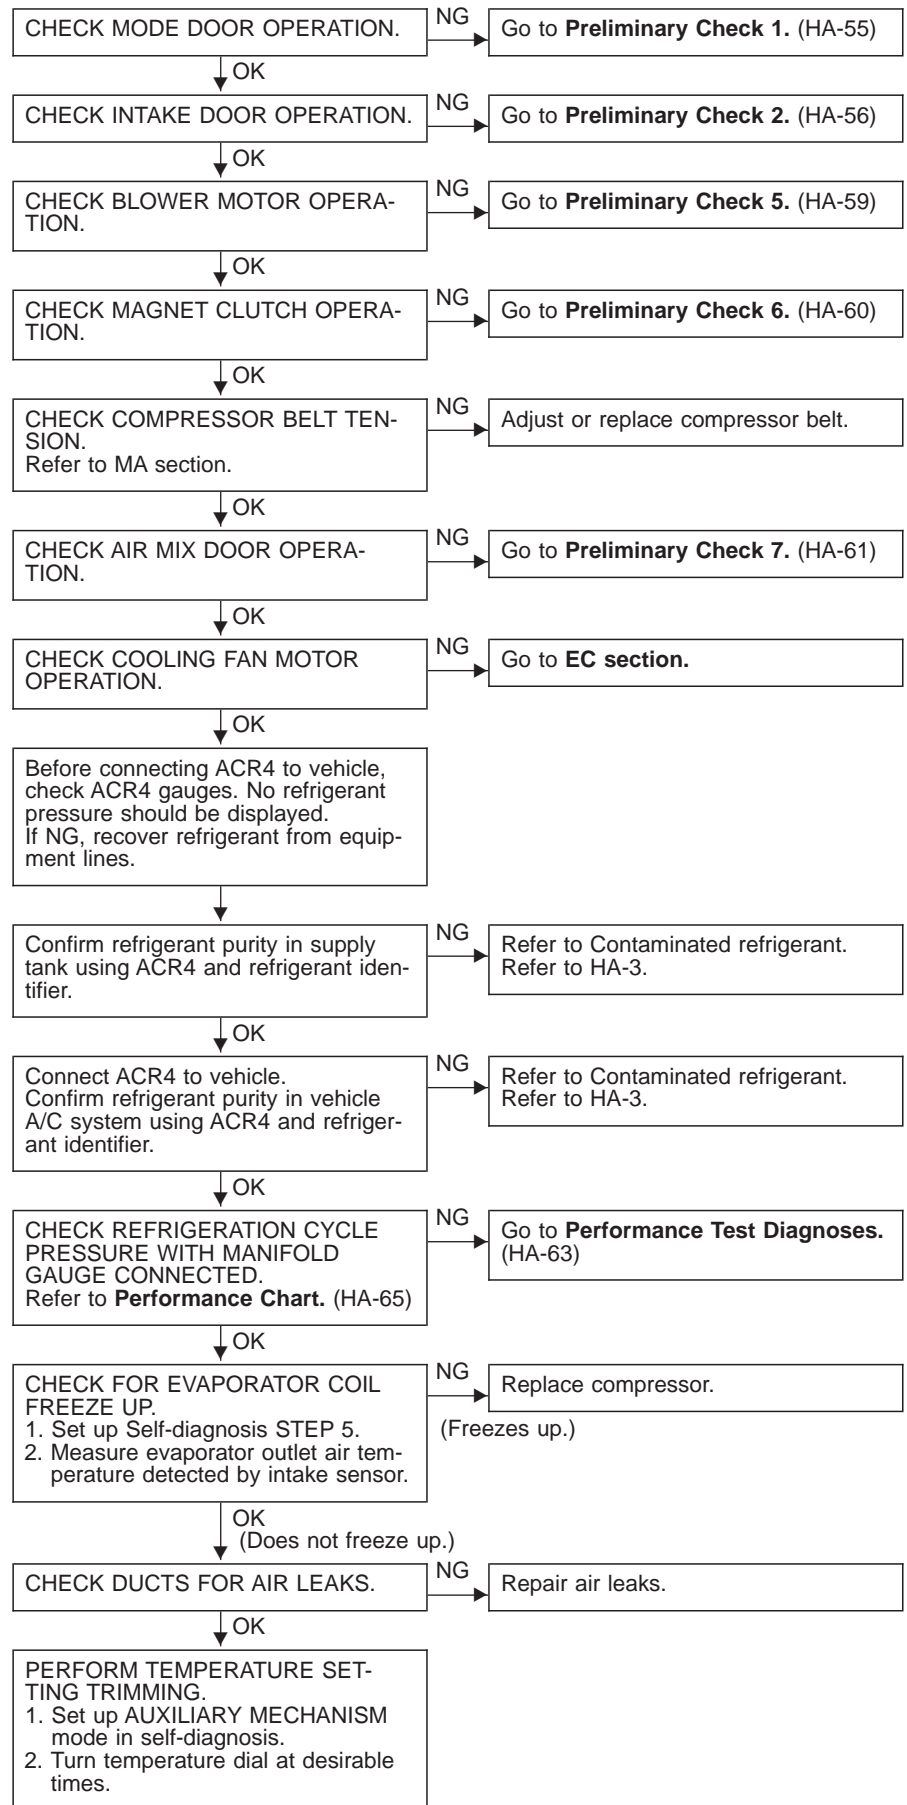 CHECK MODE DOOR OPERATION.
NG
Go to Preliminary Check 1. (HA-55)
OK
CHECK INTAKE DOOR OPERATION.
NG
Go to Preliminary Check 2. (HA-56)
OK
CHECK BLOWER MOTOR OPERA-
TION.
NG
Go to Preliminary Check 5. (HA-59)
OK
CHECK MAGNET CLUTCH OPERA-
TION.
NG
Go to Preliminary Check 6. (HA-60)
OK
CHECK COMPRESSOR BELT TEN-
SION.
Refer to MA section.
NG
Adjust or replace compressor belt.
OK
CHECK AIR MIX DOOR OPERA-
TION.
NG
Go to Preliminary Check 7. (HA-61)
OK
CHECK COOLING FAN MOTOR
OPERATION.
NG
Go to EC section.
OK
Before connecting ACR4 to vehicle,
check ACR4 gauges. No refrigerant
pressure should be displayed.
If NG, recover refrigerant from equip-
ment lines.
Confirm refrigerant purity in supply
tank using ACR4 and refrigerant iden-
tifier.
NG
Refer to Contaminated refrigerant.
Refer to HA-3.
OK
Connect ACR4 to vehicle.
Confirm refrigerant purity in vehicle
A/C system using ACR4 and refriger-
ant identifier.
NG
Refer to Contaminated refrigerant.
Refer to HA-3.
OK
CHECK REFRIGERATION CYCLE
PRESSURE WITH MANIFOLD
GAUGE CONNECTED.
Refer to Performance Chart. (HA-65)
NG
Go to Performance Test Diagnoses.
(HA-63)
OK
CHECK FOR EVAPORATOR COIL
FREEZE UP.
1. Set up Self-diagnosis STEP 5.
2. Measure evaporator outlet air tem-
perature detected by intake sensor.
NG
(Freezes up.)
Replace compressor.
OK
(Does not freeze up.)
CHECK DUCTS FOR AIR LEAKS.
NG
Repair air leaks.
OK
PERFORM TEMPERATURE SET-
TING TRIMMING.
1. Set up AUXILIARY MECHANISM
mode in self-diagnosis.
2. Turn temperature dial at desirable
times.